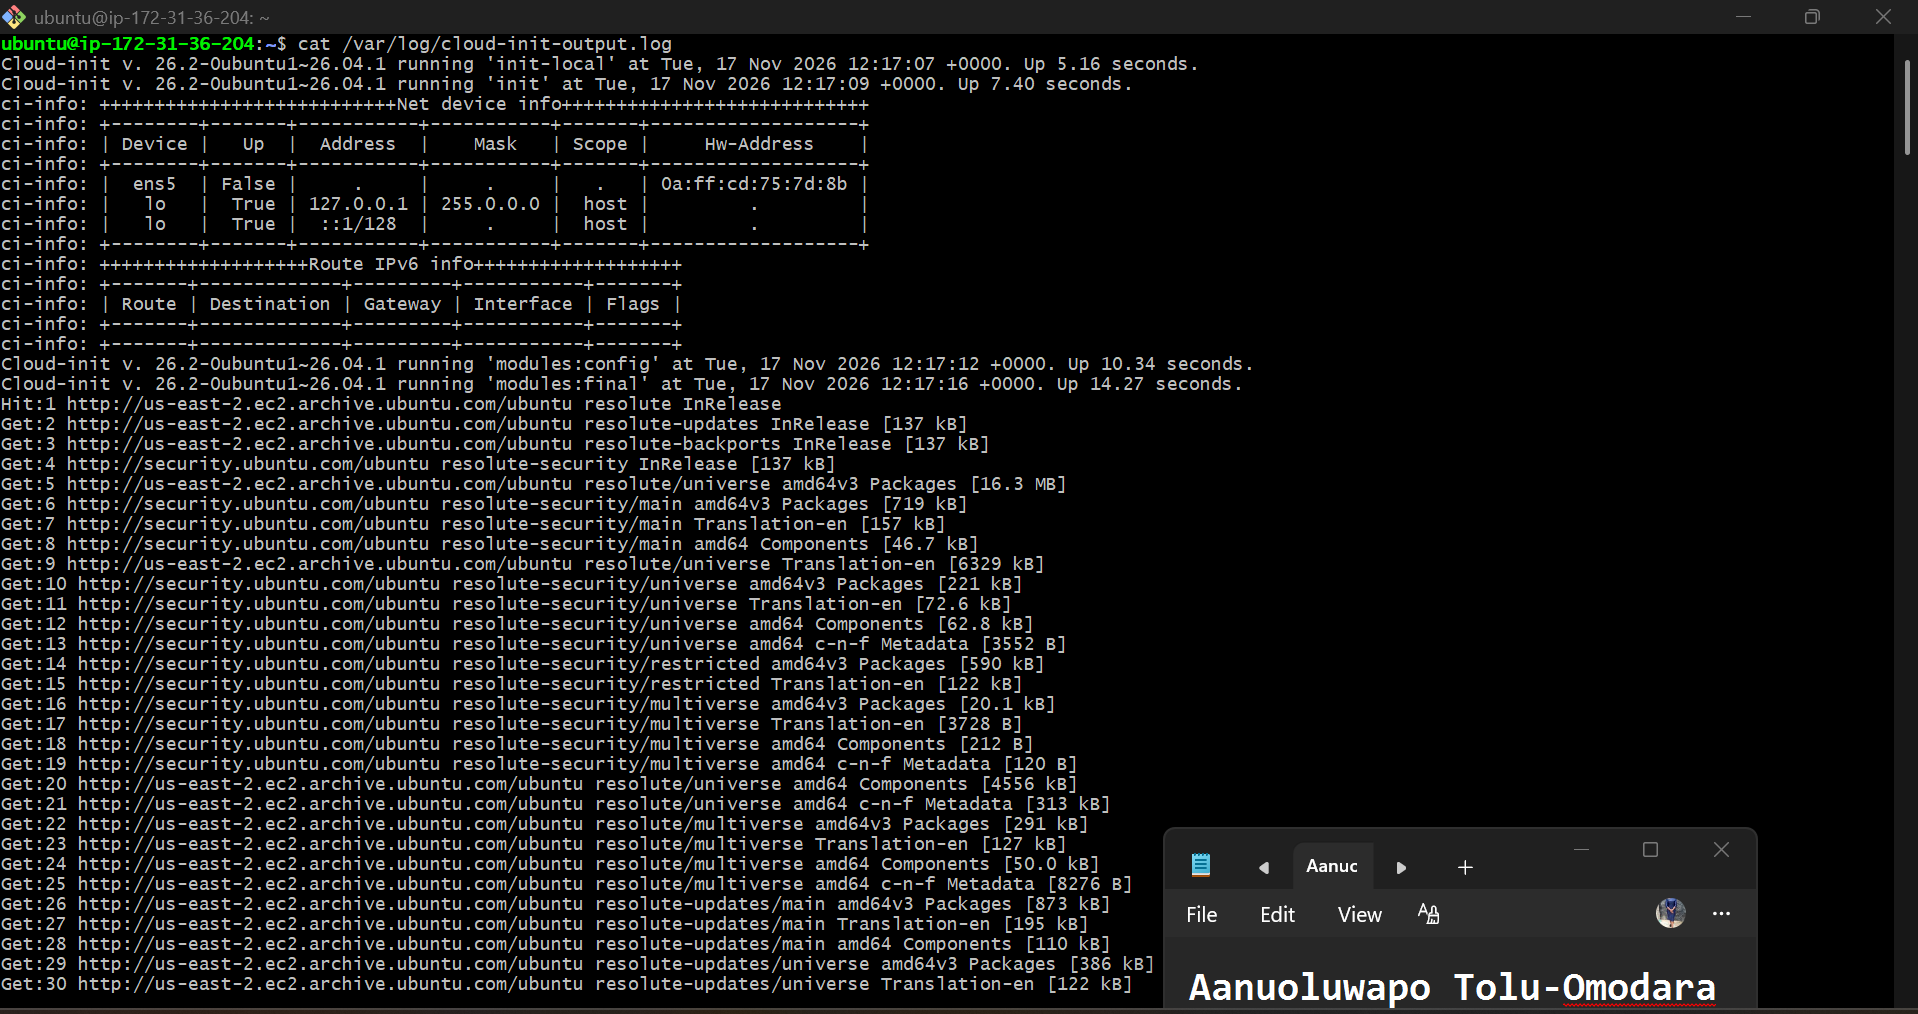 ubuntu@ip-172-31-36-204: ~
ubuntu@ip-172-31-36-204:~$ cat /var/log/cloud-init-output.log
Cloud-init v. 26.2-0ubuntu1~26.04.1 running 'init-local' at Tue, 17 Nov 2026 12:17:07 +0000. Up 5.16 seconds.
Cloud-init v. 26.2-0ubuntu1~26.04.1 running 'init' at Tue, 17 Nov 2026 12:17:09 +0000. Up 7.40 seconds.
ci-info: +++++++++++++++++++++++++++Net device info++++++++++++++++++++++++++++
ci-info: +--------+-------+-----------+-----------+-------+-------------------+
ci-info: | Device |   Up  |  Address  |    Mask   | Scope |     Hw-Address    |
ci-info: +--------+-------+-----------+-----------+-------+-------------------+
ci-info: |  ens5  | False |     .     |     .     |   .   | 0a:ff:cd:75:7d:8b |
ci-info: |   lo   |  True | 127.0.0.1 | 255.0.0.0 |  host |         .         |
ci-info: |   lo   |  True |  ::1/128  |     .     |  host |         .         |
ci-info: +--------+-------+-----------+-----------+-------+-------------------+
ci-info: +++++++++++++++++++Route IPv6 info+++++++++++++++++++
ci-info: +-------+-------------+---------+-----------+-------+
ci-info: | Route | Destination | Gateway | Interface | Flags |
ci-info: +-------+-------------+---------+-----------+-------+
ci-info: +-------+-------------+---------+-----------+-------+
Cloud-init v. 26.2-0ubuntu1~26.04.1 running 'modules:config' at Tue, 17 Nov 2026 12:17:12 +0000. Up 10.34 seconds.
Cloud-init v. 26.2-0ubuntu1~26.04.1 running 'modules:final' at Tue, 17 Nov 2026 12:17:16 +0000. Up 14.27 seconds.
Hit:1 http://us-east-2.ec2.archive.ubuntu.com/ubuntu resolute InRelease
Get:2 http://us-east-2.ec2.archive.ubuntu.com/ubuntu resolute-updates InRelease [137 kB]
Get:3 http://us-east-2.ec2.archive.ubuntu.com/ubuntu resolute-backports InRelease [137 kB]
Get:4 http://security.ubuntu.com/ubuntu resolute-security InRelease [137 kB]
Get:5 http://us-east-2.ec2.archive.ubuntu.com/ubuntu resolute/universe amd64v3 Packages [16.3 MB]
Get:6 http://security.ubuntu.com/ubuntu resolute-security/main amd64v3 Packages [719 kB]
Get:7 http://security.ubuntu.com/ubuntu resolute-security/main Translation-en [157 kB]
Get:8 http://security.ubuntu.com/ubuntu resolute-security/main amd64 Components [46.7 kB]
Get:9 http://us-east-2.ec2.archive.ubuntu.com/ubuntu resolute/universe Translation-en [6329 kB]
Get:10 http://security.ubuntu.com/ubuntu resolute-security/universe amd64v3 Packages [221 kB]
Get:11 http://security.ubuntu.com/ubuntu resolute-security/universe Translation-en [72.6 kB]
Get:12 http://security.ubuntu.com/ubuntu resolute-security/universe amd64 Components [62.8 kB]
Get:13 http://security.ubuntu.com/ubuntu resolute-security/universe amd64 c-n-f Metadata [3552 B]
Get:14 http://security.ubuntu.com/ubuntu resolute-security/restricted amd64v3 Packages [590 kB]
Get:15 http://security.ubuntu.com/ubuntu resolute-security/restricted Translation-en [122 kB]
Get:16 http://security.ubuntu.com/ubuntu resolute-security/multiverse amd64v3 Packages [20.1 kB]
Get:17 http://security.ubuntu.com/ubuntu resolute-security/multiverse Translation-en [3728 B]
Get:18 http://security.ubuntu.com/ubuntu resolute-security/multiverse amd64 Components [212 B]
Get:19 http://security.ubuntu.com/ubuntu resolute-security/multiverse amd64 c-n-f Metadata [120 B]
Get:20 http://us-east-2.ec2.archive.ubuntu.com/ubuntu resolute/universe amd64 Components [4556 kB]
Get:21 http://us-east-2.ec2.archive.ubuntu.com/ubuntu resolute/universe amd64 c-n-f Metadata [313 kB]
Get:22 http://us-east-2.ec2.archive.ubuntu.com/ubuntu resolute/multiverse amd64v3 Packages [291 kB]
Get:23 http://us-east-2.ec2.archive.ubuntu.com/ubuntu resolute/multiverse Translation-en [127 kB]
Get:24 http://us-east-2.ec2.archive.ubuntu.com/ubuntu resolute/multiverse amd64 Components [50.0 kB]
Get:25 http://us-east-2.ec2.archive.ubuntu.com/ubuntu resolute/multiverse amd64 c-n-f Metadata [8276 B]
Get:26 http://us-east-2.ec2.archive.ubuntu.com/ubuntu resolute-updates/main amd64v3 Packages [873 kB]
Get:27 http://us-east-2.ec2.archive.ubuntu.com/ubuntu resolute-updates/main Translation-en [195 kB]
Get:28 http://us-east-2.ec2.archive.ubuntu.com/ubuntu resolute-updates/main amd64 Components [110 kB]
Get:29 http://us-east-2.ec2.archive.ubuntu.com/ubuntu resolute-updates/universe amd64v3 Packages [386 kB]
Get:30 http://us-east-2.ec2.archive.ubuntu.com/ubuntu resolute-updates/universe Translation-en [122 kB]
Aanuc
File Edit View
Aanuoluwapo Tolu-Omodara